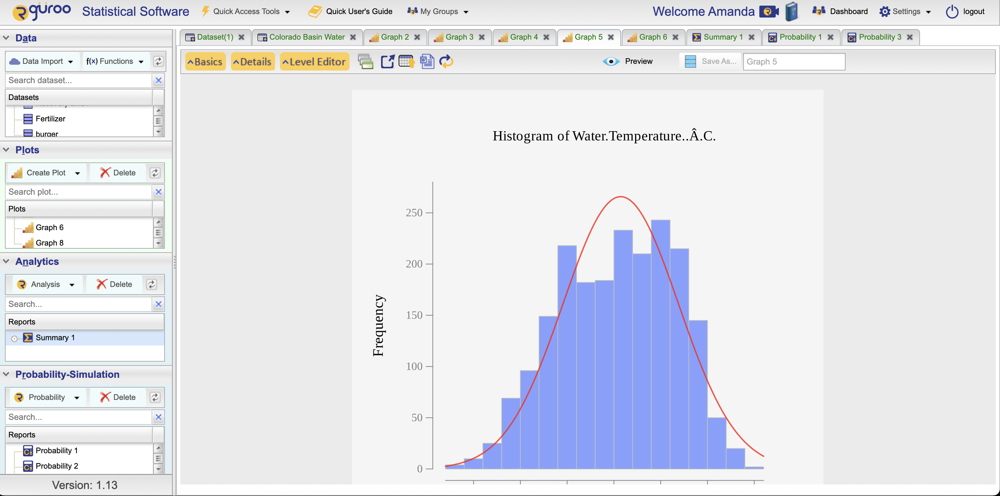 rguroo Statistical Software Quick Access Tools Quick User's Guide My Groups Welcome Amanda Dashboard Settings logout
Data
Data Import f(x) Functions
Search dataset...
Datasets
Fertilizer
burger
Plots
Create Plot Delete
Search plot...
Plots
Graph 6
Graph 8
Analytics
Analysis Delete
Search...
Reports
Summary 1
Probability-Simulation
Probability Delete
Search...
Reports
Probability 1
Probability 2
Version: 1.13
Dataset(1) Colorado Basin Water Graph 2 Graph 3 Graph 4 Graph 5 Graph 6 Summary 1 Probability 1 Probability 3
Basics Details Level Editor Preview Save As... Graph 5
Histogram of Water.Temperature..Â.C.
Frequency
250
200
150
100
50
0